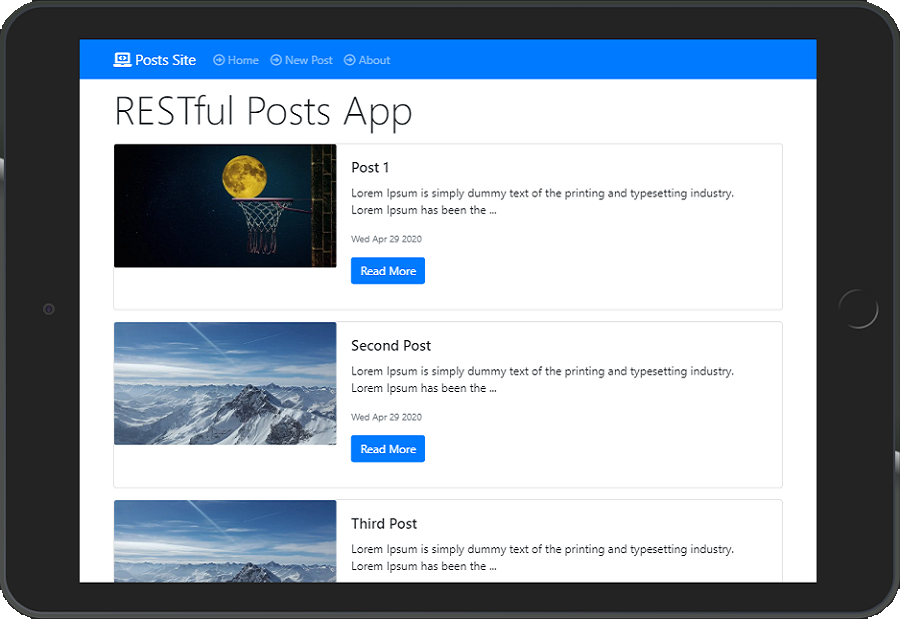 Posts Site Home New Post About
RESTful Posts App
Post 1
Lorem Ipsum is simply dummy text of the printing and typesetting industry.
Lorem Ipsum has been the ...
Wed Apr 29 2020
Read More
Second Post
Lorem Ipsum is simply dummy text of the printing and typesetting industry.
Lorem Ipsum has been the ...
Wed Apr 29 2020
Read More
Third Post
Lorem Ipsum is simply dummy text of the printing and typesetting industry.
Lorem Ipsum has been the ...